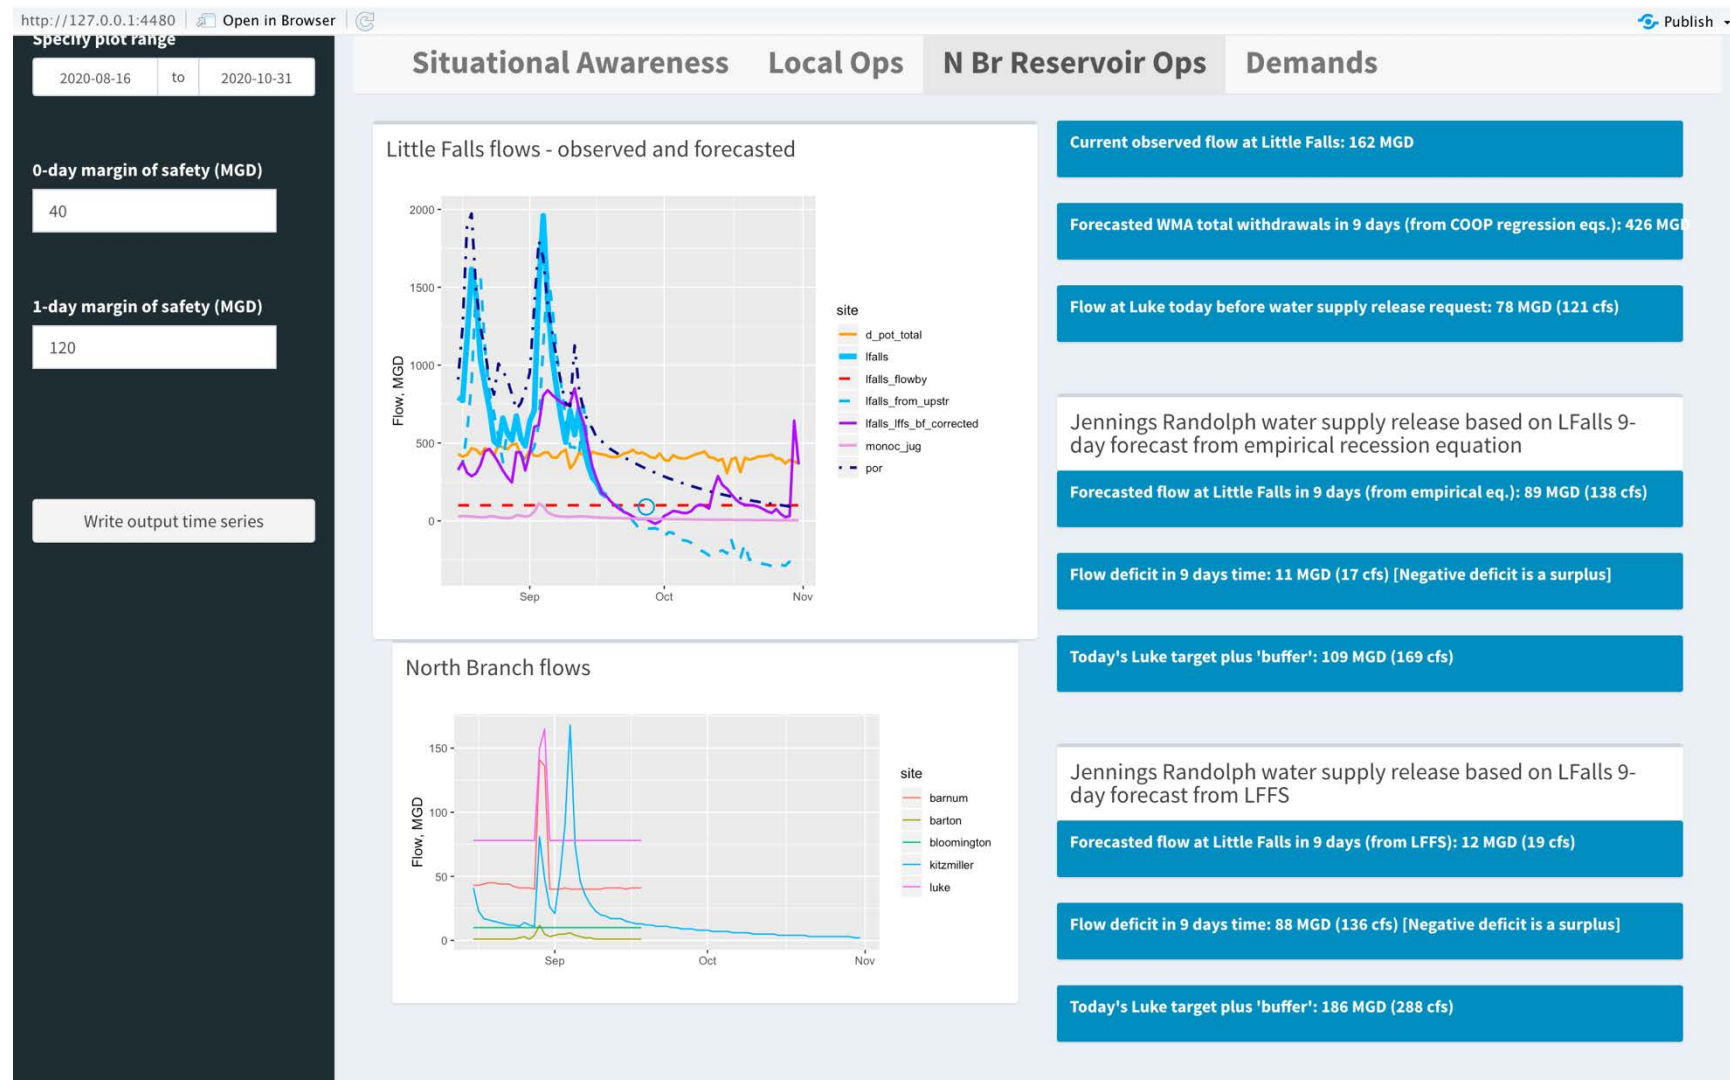 http://127.0.0.1:4480
Open in Browser
Publish
Specify plot range
2020-08-16 to 2020-10-31
0-day margin of safety (MGD)
40
1-day margin of safety (MGD)
120
Write output time series
Situational Awareness
Local Ops
N Br Reservoir Ops
Demands
Little Falls flows - observed and forecasted
2000
1500
1000
500
0
Flow, MGD
Sep
Oct
Nov
site
d_pot_total
lfalls
lfalls_flowby
lfalls_from_upstr
lfalls_lffs_bf_corrected
monoc_jug
por
North Branch flows
150
100
50
0
Flow, MGD
Sep
Oct
Nov
site
barnum
barton
bloomington
kitzmiller
luke
Current observed flow at Little Falls: 162 MGD
Forecasted WMA total withdrawals in 9 days (from COOP regression eqs.): 426 MGD
Flow at Luke today before water supply release request: 78 MGD (121 cfs)
Jennings Randolph water supply release based on LFalls 9-
day forecast from empirical recession equation
Forecasted flow at Little Falls in 9 days (from empirical eq.): 89 MGD (138 cfs)
Flow deficit in 9 days time: 11 MGD (17 cfs) [Negative deficit is a surplus]
Today's Luke target plus 'buffer': 109 MGD (169 cfs)
Jennings Randolph water supply release based on LFalls 9-
day forecast from LFFS
Forecasted flow at Little Falls in 9 days (from LFFS): 12 MGD (19 cfs)
Flow deficit in 9 days time: 88 MGD (136 cfs) [Negative deficit is a surplus]
Today's Luke target plus 'buffer': 186 MGD (288 cfs)